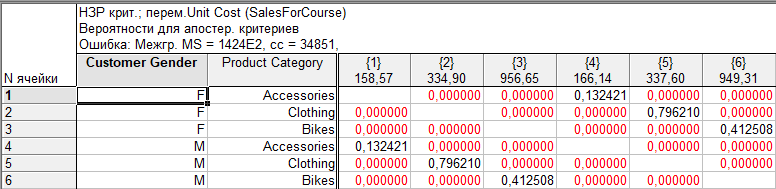 НЗР крит.; перем.Unit Cost (SalesForCourse)
Вероятности для апостер. критериев
Ошибка: Межгр. MS = 1424E2, cc = 34851,
N ячейки Customer Gender Product Category {1} 158,57 {2} 334,90 {3} 956,65 {4} 166,14 {5} 337,60 {6} 949,31
1 F Accessories 0,000000 0,000000 0,132421 0,000000 0,000000
2 F Clothing 0,000000 0,000000 0,000000 0,796210 0,000000
3 F Bikes 0,000000 0,000000 0,000000 0,000000 0,412508
4 M Accessories 0,132421 0,000000 0,000000 0,000000 0,000000
5 M Clothing 0,000000 0,796210 0,000000 0,000000 0,000000
6 M Bikes 0,000000 0,000000 0,412508 0,000000 0,000000